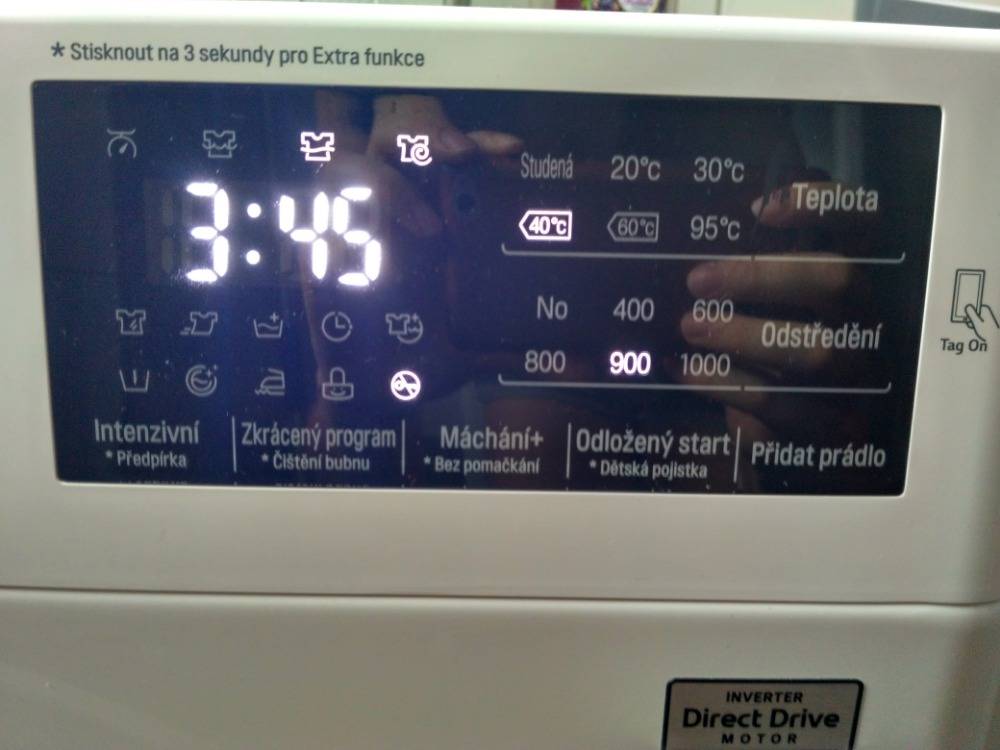 * Stisknout na 3 sekundy pro Extra funkce
3:45
Studená 20°c 30°c
Teplota
40°c 60°c 95°c
No 400 600
Odstředění
800 900 1000
Tag On
Intenzivní
* Předpírka
Zkrácený program
* Čištění bubnu
Máchání+
* Bez pomačkání
Odložený start
* Dětská pojistka
Přidat prádlo
INVERTER
Direct Drive
MOTOR